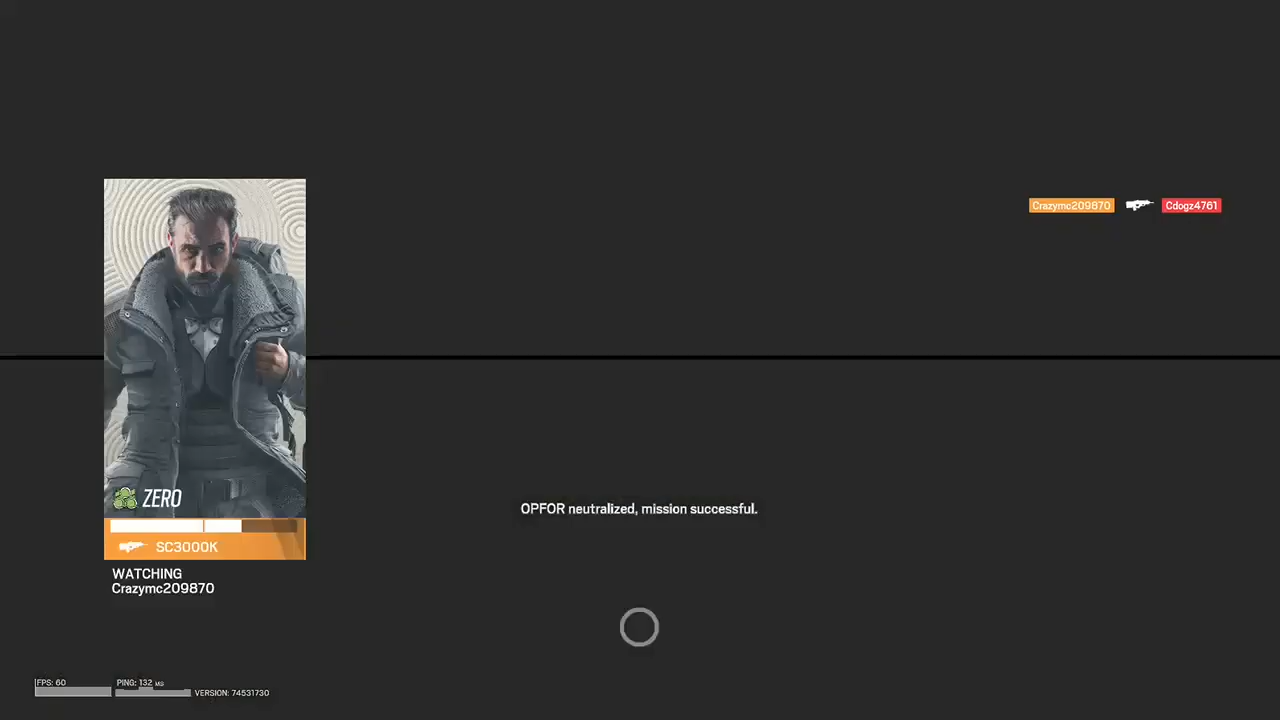 Crazymc209870 Cdogz4761
ZERO
SC3000K
WATCHING
Crazymc209870
OPFOR neutralized, mission successful.
FPS: 60 PING: 132 MS VERSION: 74531730